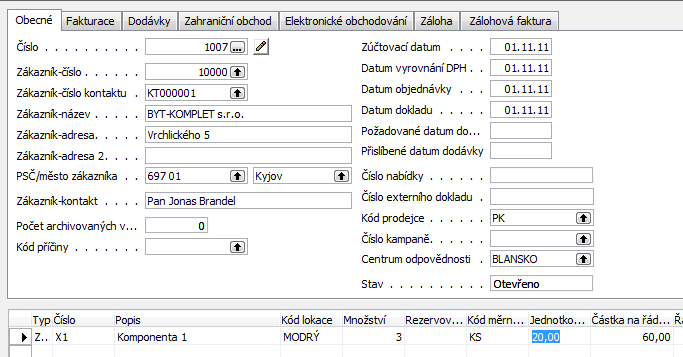 Obecné Fakturace Dodávky Zahraniční obchod Elektronické obchodování Záloha Zálohová faktura
Číslo . . . . . . . . . . 1007 ...
Zákazník-číslo . . . . . 10000
Zákazník-číslo kontaktu . KT000001
Zákazník-název . . . . . BYT-KOMPLET s.r.o.
Zákazník-adresa. . . . . Vrchlického 5
Zákazník-adresa 2. . . .
PSČ/město zákazníka . . 697 01 Kyjov
Zákazník-kontakt . . . . Pan Jonas Brandel
Počet archivovaných v... 0
Kód příčiny . . . . . . .
Zúčtovací datum . . . . 01.11.11
Datum vyrovnání DPH . . 01.11.11
Datum objednávky . . . . 01.11.11
Datum dokladu . . . . . 01.11.11
Požadované datum do...
Přislíbené datum dodávky
Číslo nabídky . . . . . .
Číslo externího dokladu .
Kód prodejce . . . . . . PK
Číslo kampaně. . . . . .
Centrum odpovědnosti . BLANSKO
Stav . . . . . . . . . . Otevřeno
Typ Číslo Popis Kód lokace Množství Rezervov... Kód měrn... Jednotko... Částka na řád... Řa
Z... X1 Komponenta 1 MODRÝ 3 KS 20,00 60,00